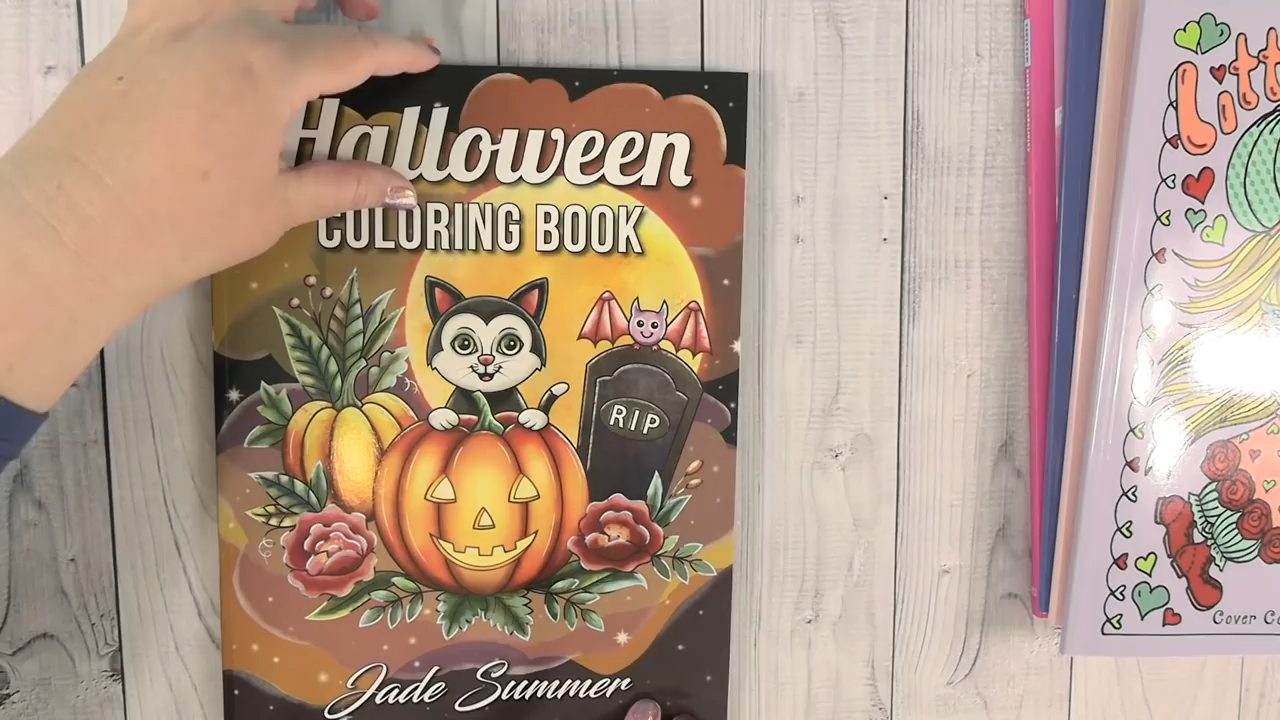 Halloween
COLORING BOOK
RIP
Jade Summer
Litt
Cover Co